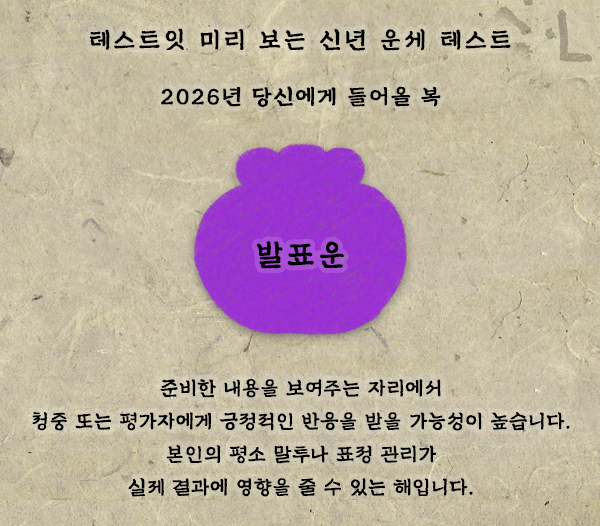 테스트잇 미리 보는 신년 운세 테스트
2026년 당신에게 들어올 복
발표운
준비한 내용을 보여주는 자리에서
청중 또는 평가자에게 긍정적인 반응을 받을 가능성이 높습니다.
본인의 평소 말투나 표정 관리가
실제 결과에 영향을 줄 수 있는 해입니다.